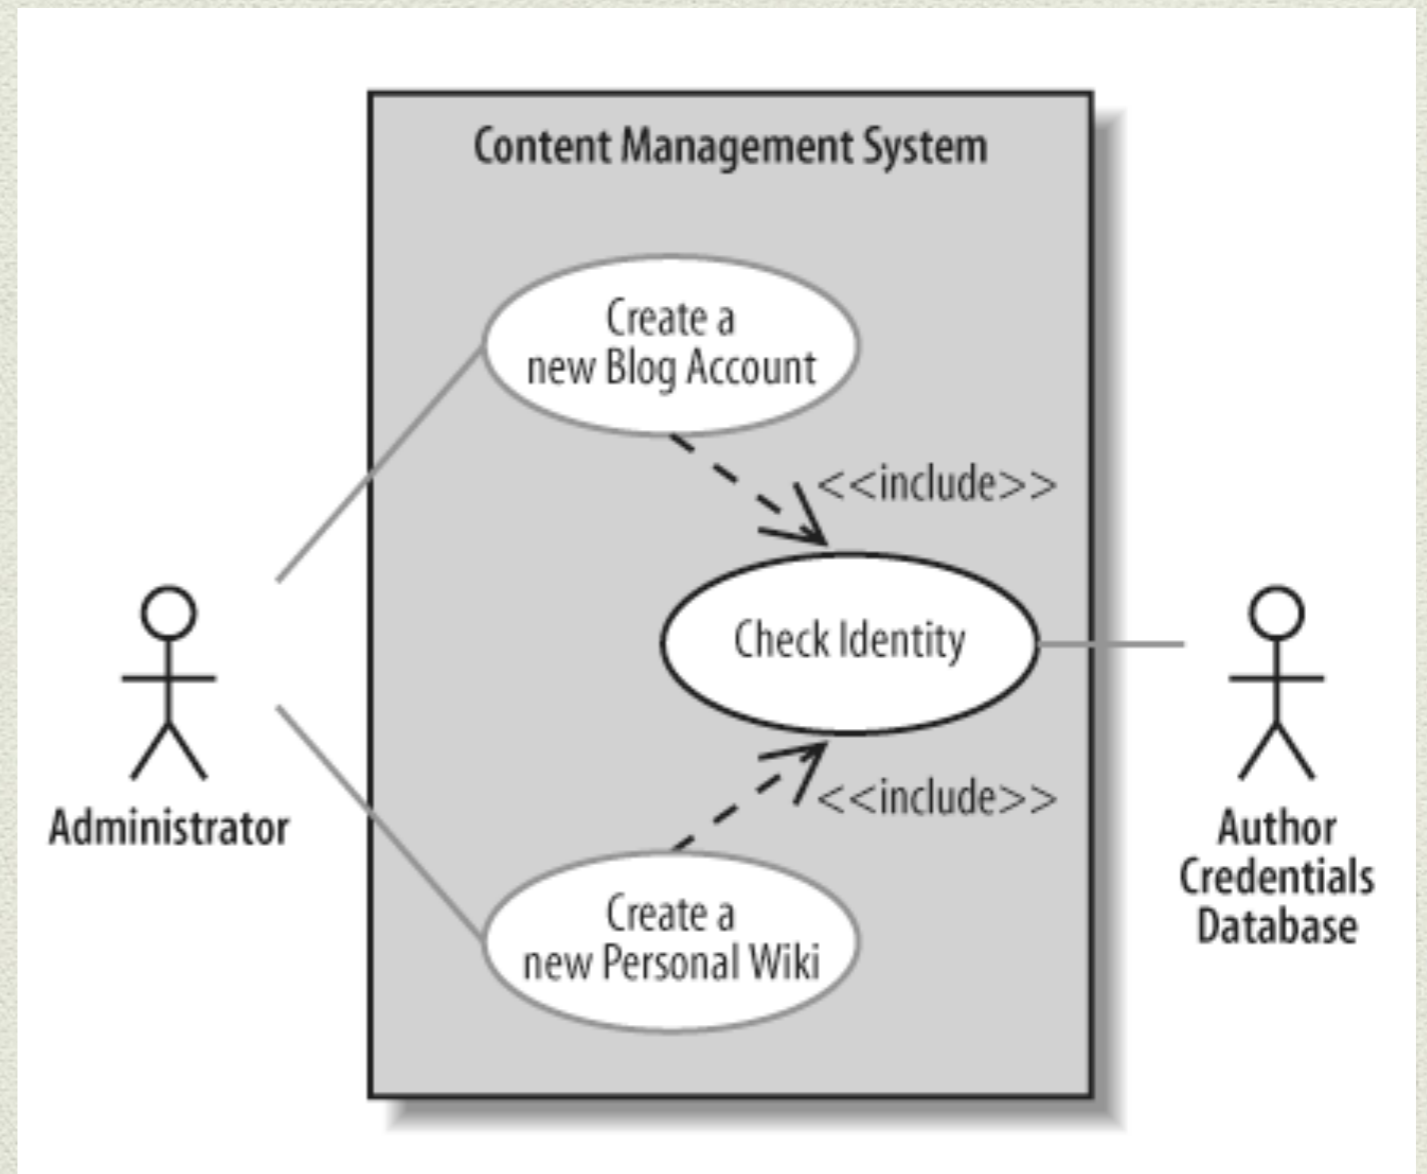 Content Management System
Create a
new Blog Account
<<include>>
Check Identity
<<include>>
Administrator
Author
Credentials
Database
Create a
new Personal Wiki